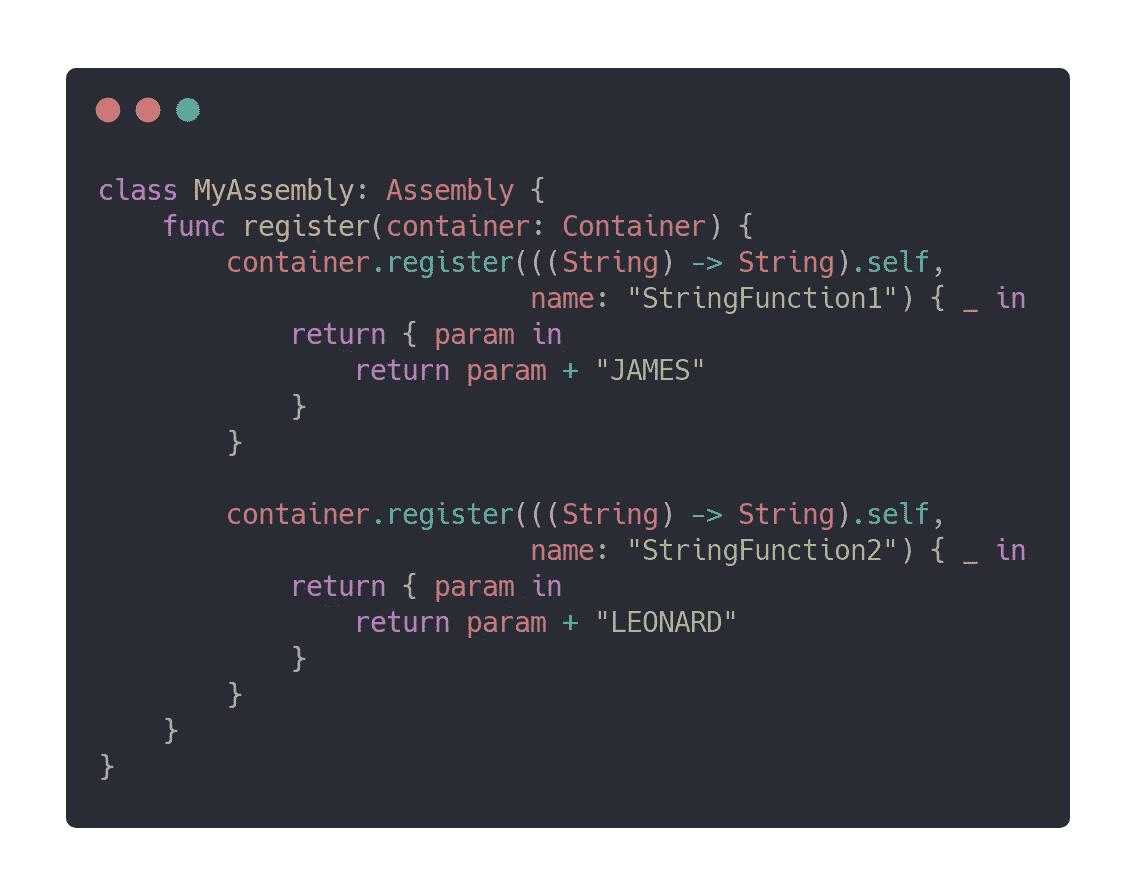 class MyAssembly: Assembly {
    func register(container: Container) {
        container.register(((String) -> String).self,
                           name: "StringFunction1") { _ in
            return { param in
                return param + "JAMES"
            }
        }

        container.register(((String) -> String).self,
                           name: "StringFunction2") { _ in
            return { param in
                return param + "LEONARD"
            }
        }
    }
}